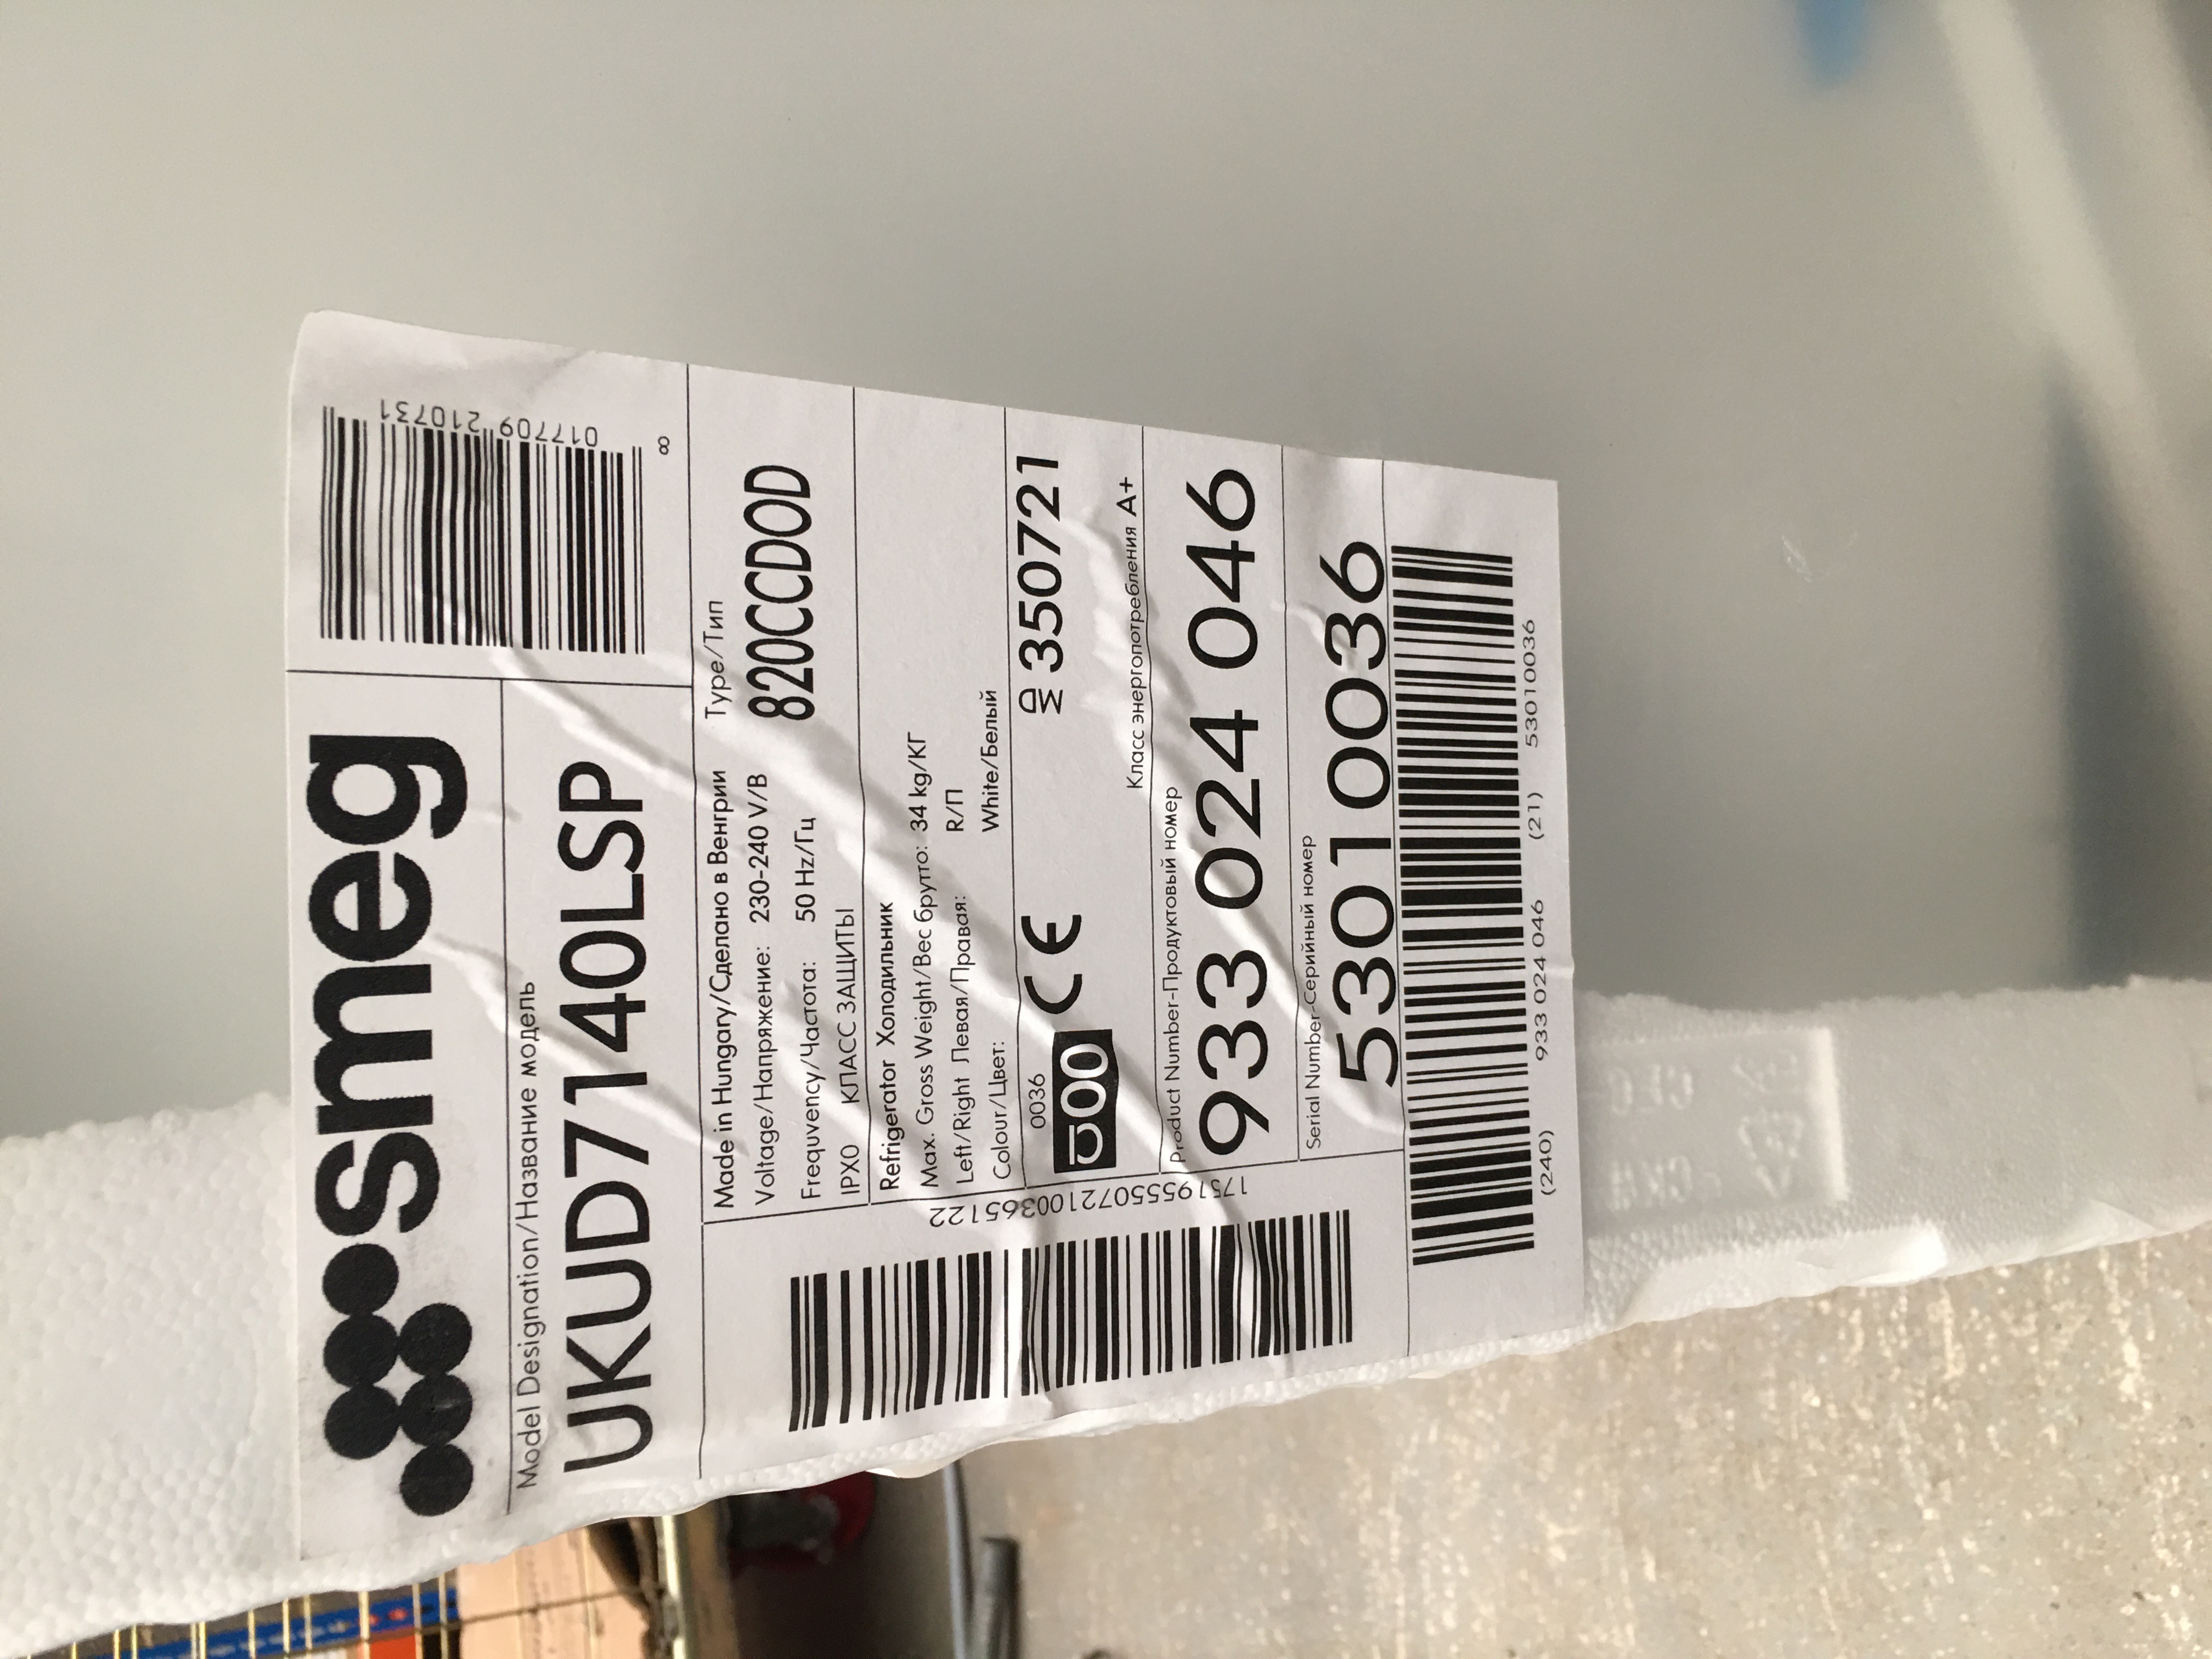 smeg
Model Designation/Название модель
UKUD7140LSP
8 017709 210731
Made in Hungary/Сделано в Венгрии
Voltage/Напряжение: 230-240 V/В
Frequvency/Частота: 50 Hz/Гц
IPX0 КЛАСС ЗАЩИТЫ
Type/Тип
820CCDOD
Refrigerator Холодильник
Max. Gross Weight/Вес брутто: 34 kg/КГ
Left/Right Левая/Правая: R/П
Colour/Цвет: White/Белый
0036
CE
350721
Класс энергопотребления A+
Product Number-Продуктовый номер
933 024 046
Serial Number-Серийный номер
53010036
17519555072100365122
(240) 933 024 046 (21) 53010036